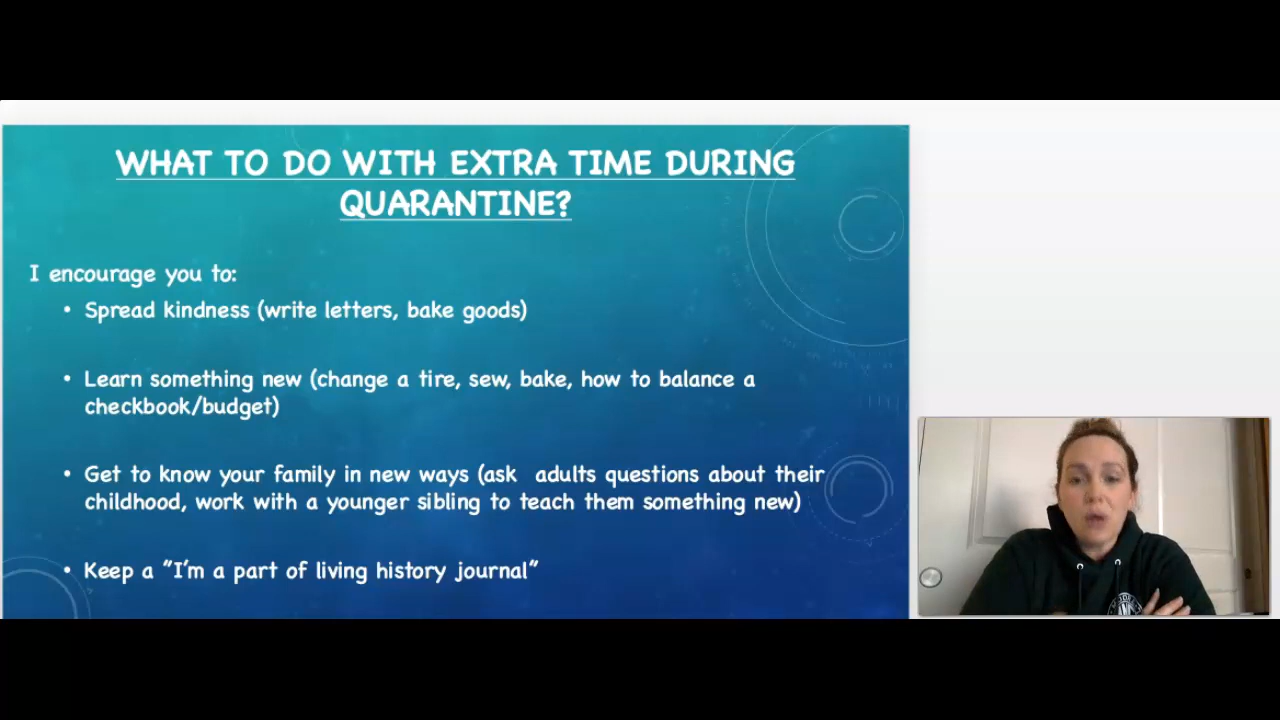 WHAT TO DO WITH EXTRA TIME DURING
QUARANTINE?
I encourage you to:
• Spread kindness (write letters, bake goods)
• Learn something new (change a tire, sew, bake, how to balance a
checkbook/budget)
• Get to know your family in new ways (ask  adults questions about their
childhood, work with a younger sibling to teach them something new)
• Keep a "I'm a part of living history journal"